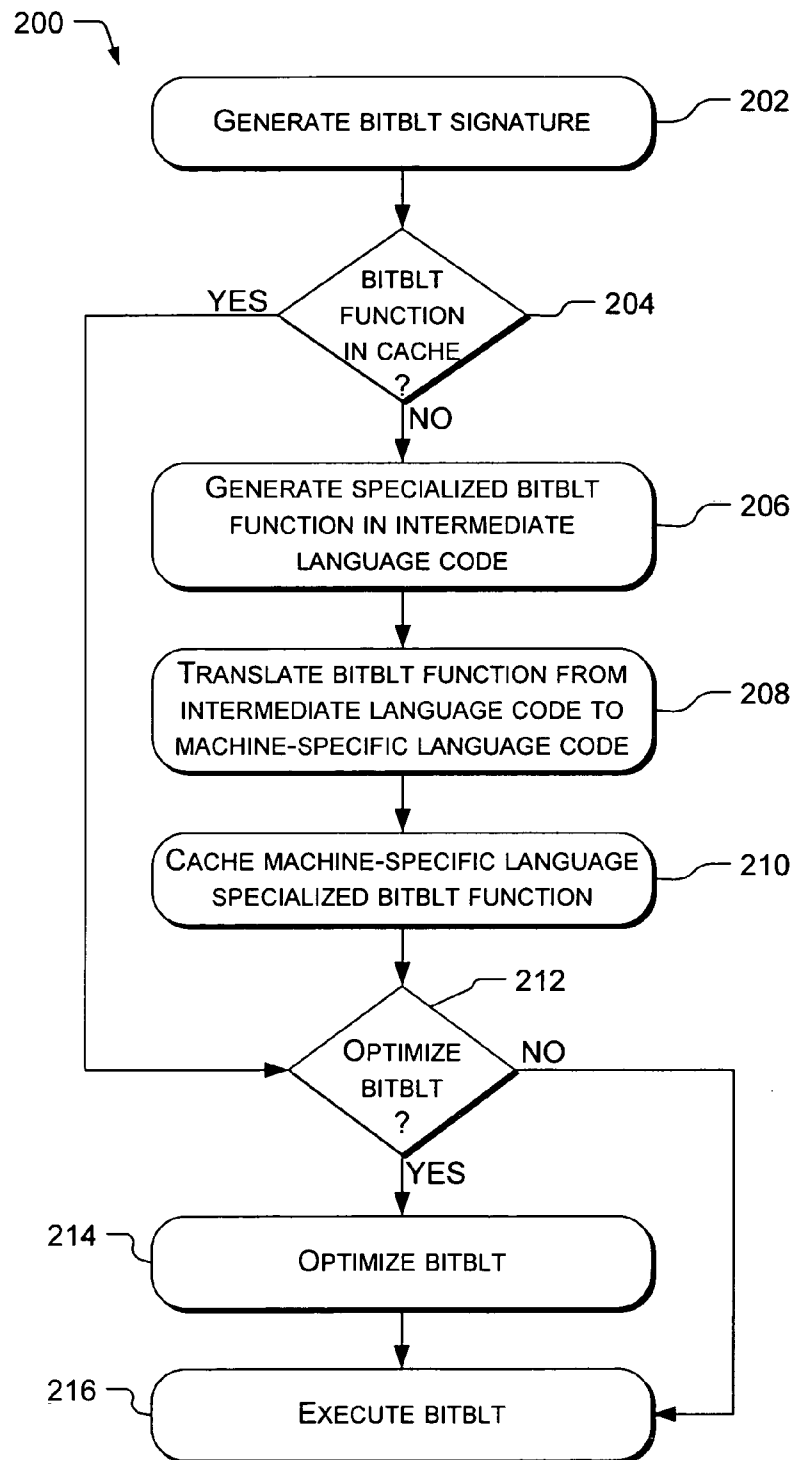 200
GENERATE BITBLT SIGNATURE
202
BITBLT
FUNCTION
IN CACHE
?
204
YES
NO
GENERATE SPECIALIZED BITBLT
FUNCTION IN INTERMEDIATE
LANGUAGE CODE
206
TRANSLATE BITBLT FUNCTION FROM
INTERMEDIATE LANGUAGE CODE TO
MACHINE-SPECIFIC LANGUAGE CODE
208
CACHE MACHINE-SPECIFIC LANGUAGE
SPECIALIZED BITBLT FUNCTION
210
212
OPTIMIZE
BITBLT
?
NO
YES
214
OPTIMIZE BITBLT
216
EXECUTE BITBLT